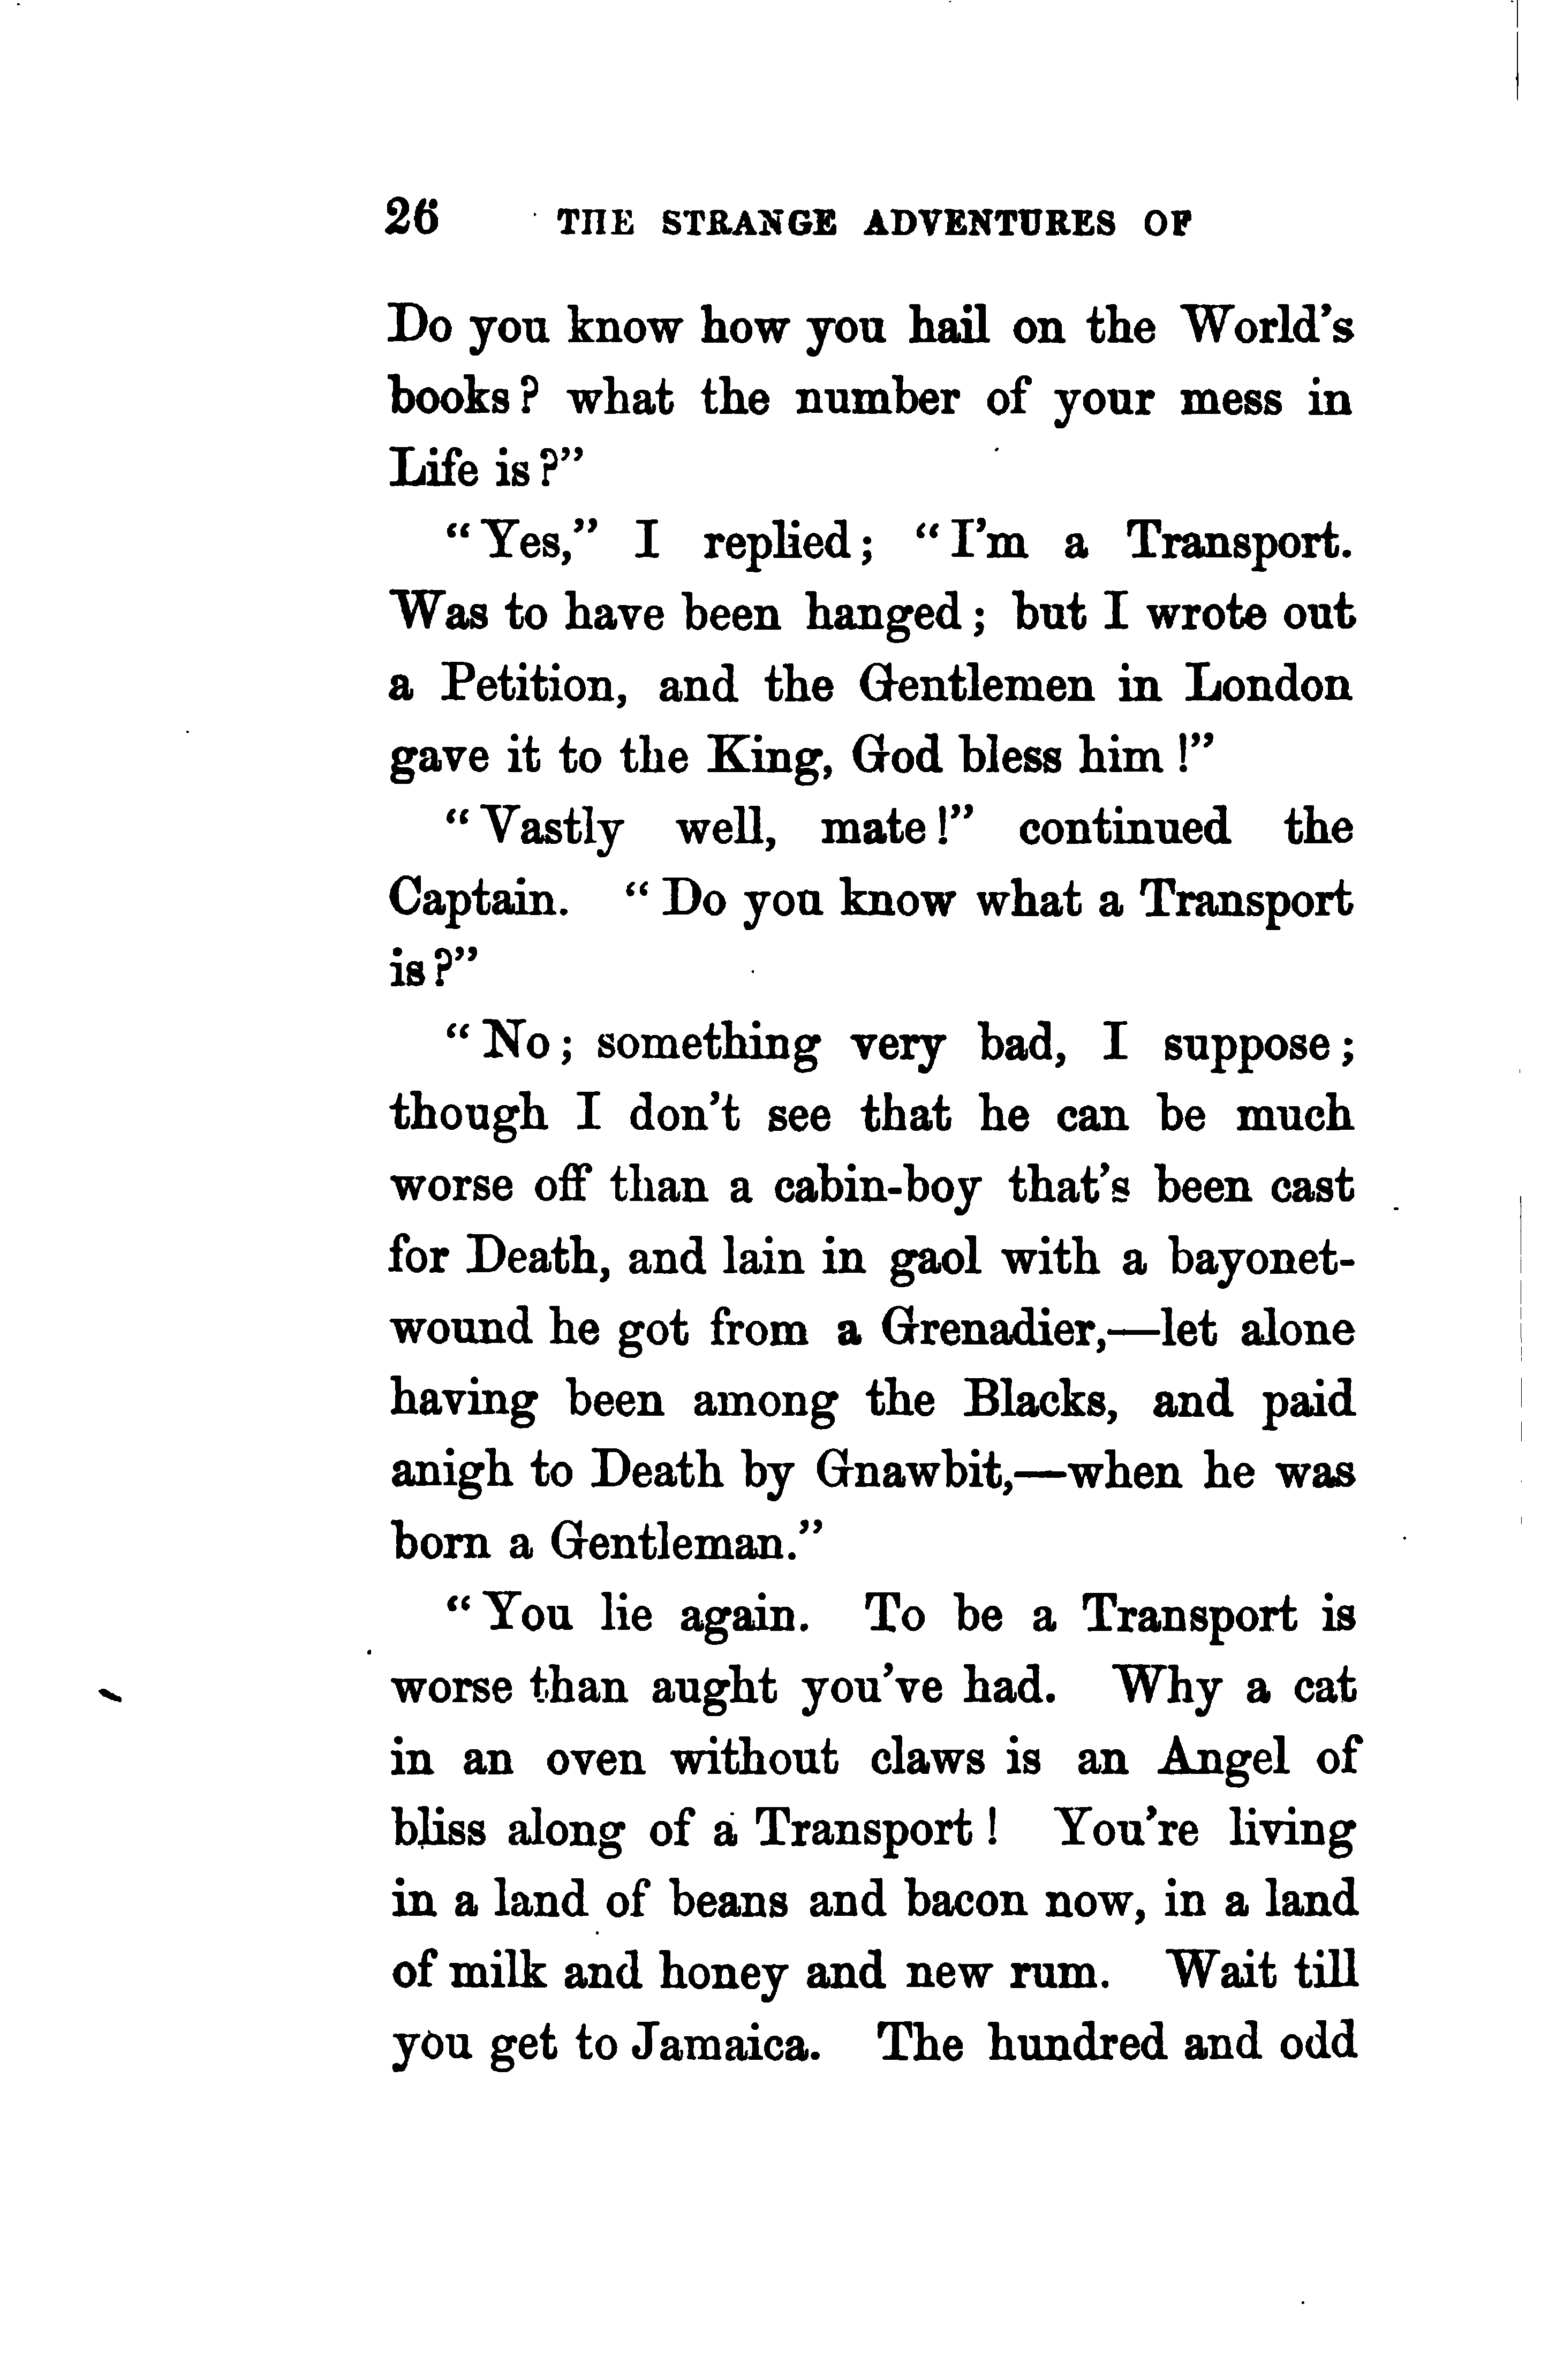 26 THE STRANGE ADVENTURES OF
Do you know how you hail on the World's
books? what the number of your mess in
Life is?"
"Yes," I replied; "I'm a Transport.
Was to have been hanged; but I wrote out
a Petition, and the Gentlemen in London
gave it to the King, God bless him!"
"Vastly well, mate!" continued the
Captain. "Do you know what a Transport
is?"
"No; something very bad, I suppose;
though I don't see that he can be much
worse off than a cabin-boy that's been cast
for Death, and lain in gaol with a bayonet-
wound he got from a Grenadier,—let alone
having been among the Blacks, and paid
anigh to Death by Gnawbit,—when he was
born a Gentleman."
"You lie again. To be a Transport is
worse than aught you've had. Why a cat
in an oven without claws is an Angel of
bliss along of a Transport! You're living
in a land of beans and bacon now, in a land
of milk and honey and new rum. Wait till
you get to Jamaica. The hundred and odd